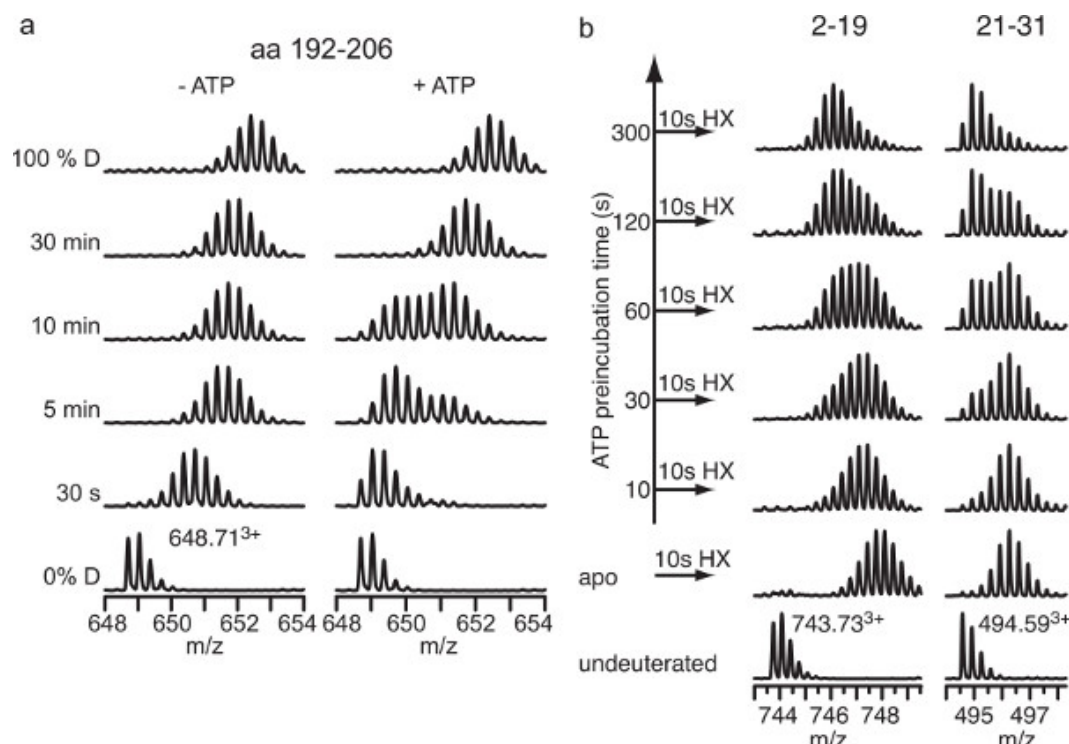 a
aa 192-206
- ATP + ATP
100 % D
30 min
10 min
5 min
30 s
0% D
648.71³⁺
648 650 652 654
m/z
648 650 652 654
m/z
b
2-19 21-31
ATP preincubation time (s)
300 10s HX
120 10s HX
60 10s HX
30 10s HX
10 10s HX
apo 10s HX
undeuterated
743.73³⁺
494.59³⁺
744 746 748
m/z
495 497
m/z